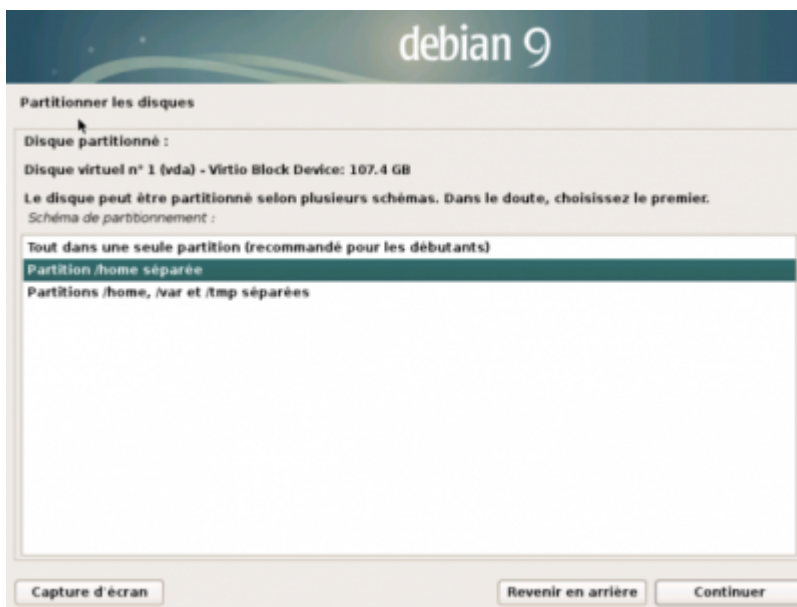 debian 9
Partitionner les disques
Disque partitionné :
Disque virtuel n° 1 (vda) - Virtio Block Device: 107.4 GB
Le disque peut être partitionné selon plusieurs schémas. Dans le doute, choisissez le premier.
Schéma de partitionnement :
Tout dans une seule partition (recommandé pour les débutants)
Partition /home séparée
Partitions /home, /var et /tmp séparées
Capture d'écran
Revenir en arrière
Continuer